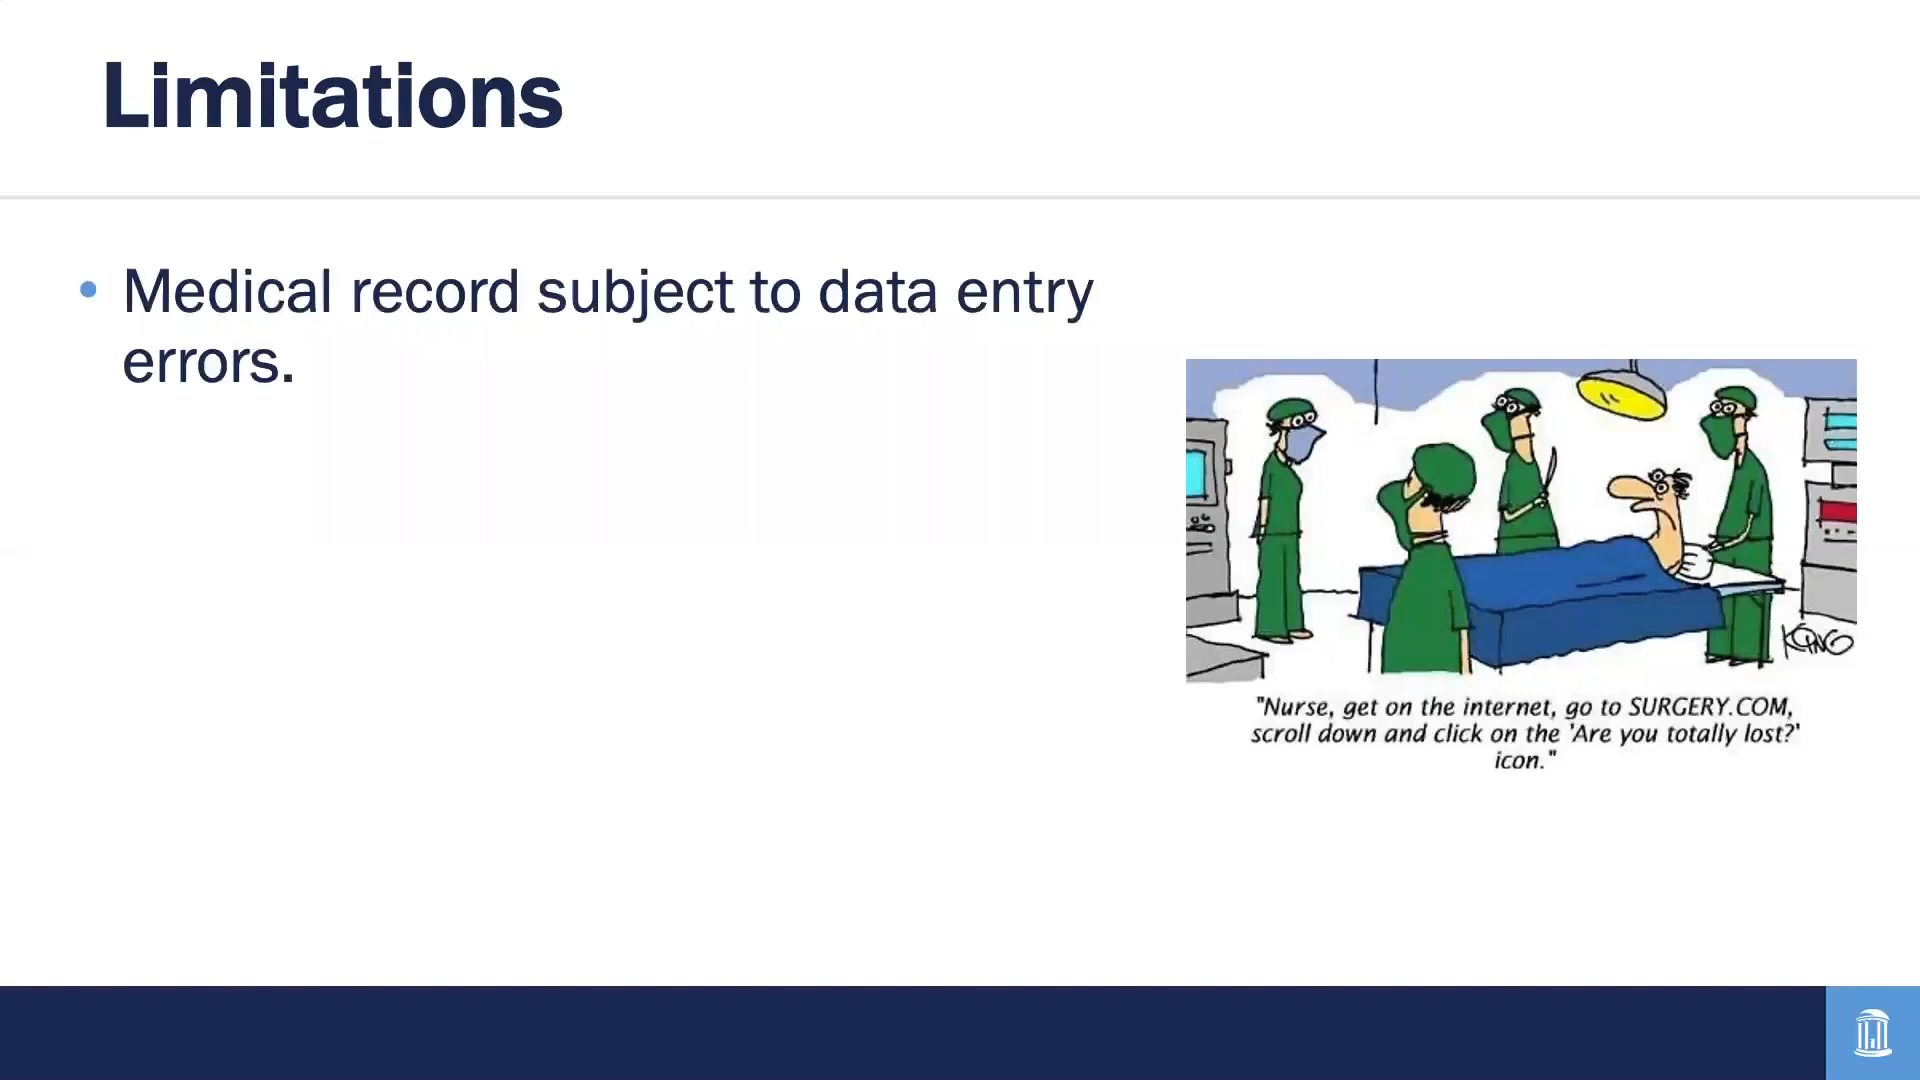 Limitations
• Medical record subject to data entry
errors.
KING
"Nurse, get on the internet, go to SURGERY.COM,
scroll down and click on the 'Are you totally lost?'
icon."